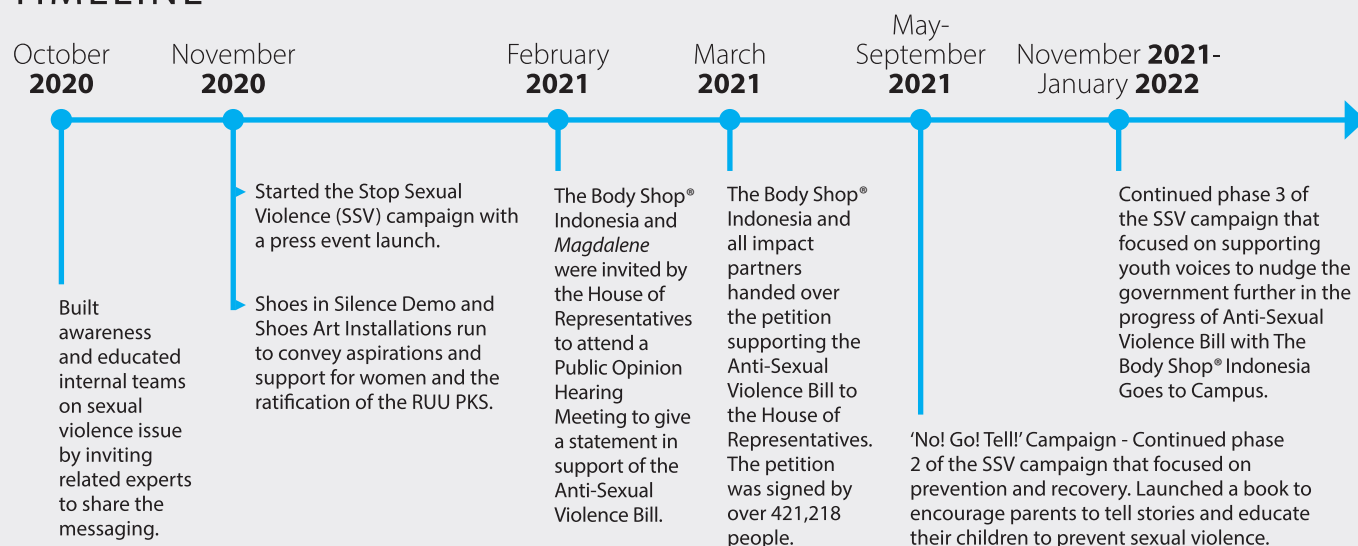 TIMELINE
October
2020
November
2020
February
2021
March
2021
May-
September
2021
November 2021-
January 2022
Built
awareness
and educated
internal teams
on sexual
violence issue
by inviting
related experts
to share the
messaging.
Started the Stop Sexual
Violence (SSV) campaign with
a press event launch.
Shoes in Silence Demo and
Shoes Art Installations run
to convey aspirations and
support for women and the
ratification of the RUU PKS.
The Body Shop®
Indonesia and
Magdalene
were invited by
the House of
Representatives
to attend a
Public Opinion
Hearing
Meeting to give
a statement in
support of the
Anti-Sexual
Violence Bill.
The Body Shop®
Indonesia and
all impact
partners
handed over
the petition
supporting the
Anti-Sexual
Violence Bill to
the House of
Representatives.
The petition
was signed by
over 421,218
people.
‘No! Go! Tell!’ Campaign - Continued phase
2 of the SSV campaign that focused on
prevention and recovery. Launched a book to
encourage parents to tell stories and educate
their children to prevent sexual violence.
Continued phase 3 of
the SSV campaign that
focused on supporting
youth voices to nudge the
government further in the
progress of Anti-Sexual
Violence Bill with The
Body Shop® Indonesia
Goes to Campus.